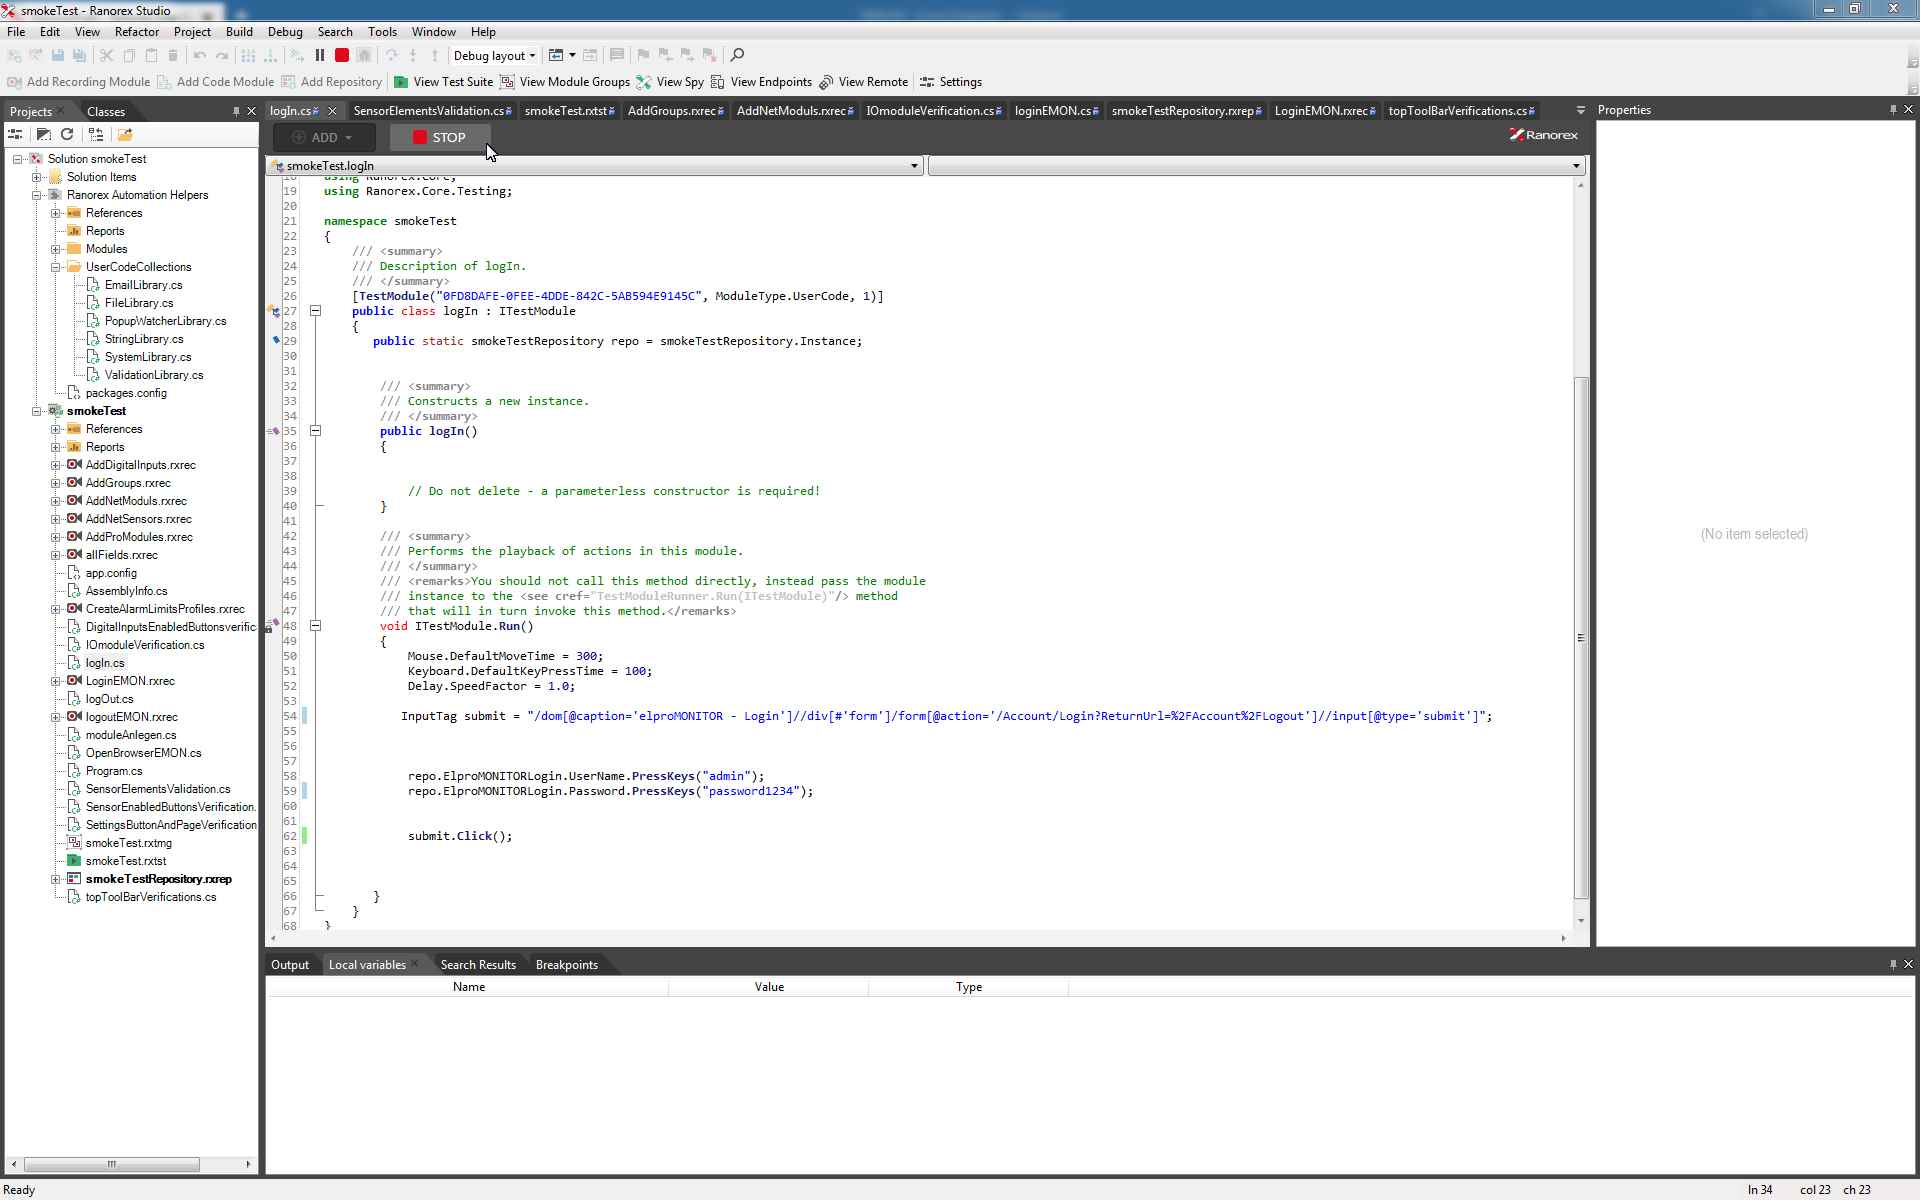 smokeTest - Ranorex Studio
File Edit View Refactor Project Build Debug Search Tools Window Help
Debug layout
Add Recording Module Add Code Module Add Repository View Test Suite View Module Groups View Spy View Endpoints View Remote Settings
Projects Classes
Solution smokeTest
Solution Items
Ranorex Automation Helpers
References
Reports
Modules
UserCodeCollections
EmailLibrary.cs
FileLibrary.cs
PopupWatcherLibrary.cs
StringLibrary.cs
SystemLibrary.cs
ValidationLibrary.cs
packages.config
smokeTest
References
Reports
AddDigitalInputs.rxrec
AddGroups.rxrec
AddNetModuls.rxrec
AddNetSensors.rxrec
AddProModules.rxrec
allFields.rxrec
app.config
AssemblyInfo.cs
CreateAlarmLimitsProfiles.rxrec
DigitalInputsEnabledButtonsverific
IOmoduleVerification.cs
logIn.cs
LoginEMON.rxrec
logOut.cs
logoutEMON.rxrec
moduleAnlegen.cs
OpenBrowserEMON.cs
Program.cs
SensorElementsValidation.cs
SensorEnabledButtonsVerification.
SettingsButtonAndPageVerification
smokeTest.rxtmg
smokeTest.rxtst
smokeTestRepository.rxrep
topToolBarVerifications.cs
logIn.cs SensorElementsValidation.cs smokeTest.rxtst AddGroups.rxrec AddNetModuls.rxrec IOmoduleVerification.cs loginEMON.cs smokeTestRepository.rxrep LoginEMON.rxrec topToolBarVerifications.cs
ADD STOP Ranorex
smokeTest.logIn
18 using Ranorex.Core;
19 using Ranorex.Core.Testing;
20
21 namespace smokeTest
22 {
23 /// <summary>
24 /// Description of logIn.
25 /// </summary>
26 [TestModule("0FD8DAFE-0FEE-4DDE-842C-5AB594E9145C", ModuleType.UserCode, 1)]
27 public class logIn : ITestModule
28 {
29 public static smokeTestRepository repo = smokeTestRepository.Instance;
30
31
32 /// <summary>
33 /// Constructs a new instance.
34 /// </summary>
35 public logIn()
36 {
37
38
39 // Do not delete - a parameterless constructor is required!
40 }
41
42 /// <summary>
43 /// Performs the playback of actions in this module.
44 /// </summary>
45 /// <remarks>You should not call this method directly, instead pass the module
46 /// instance to the <see cref="TestModuleRunner.Run(ITestModule)"/> method
47 /// that will in turn invoke this method.</remarks>
48 void ITestModule.Run()
49 {
50 Mouse.DefaultMoveTime = 300;
51 Keyboard.DefaultKeyPressTime = 100;
52 Delay.SpeedFactor = 1.0;
53
54 InputTag submit = "/dom[@caption='elproMONITOR - Login']//div[#'form']/form[@action='/Account/Login?ReturnUrl=%2FAccount%2FLogout']//input[@type='submit']";
55
56
57
58 repo.ElproMONITORLogin.UserName.PressKeys("admin");
59 repo.ElproMONITORLogin.Password.PressKeys("password1234");
60
61
62 submit.Click();
63
64
65
66 }
67 }
68 }
Properties
(No item selected)
Output Local variables Search Results Breakpoints
Name Value Type
Ready ln 34 col 23 ch 23